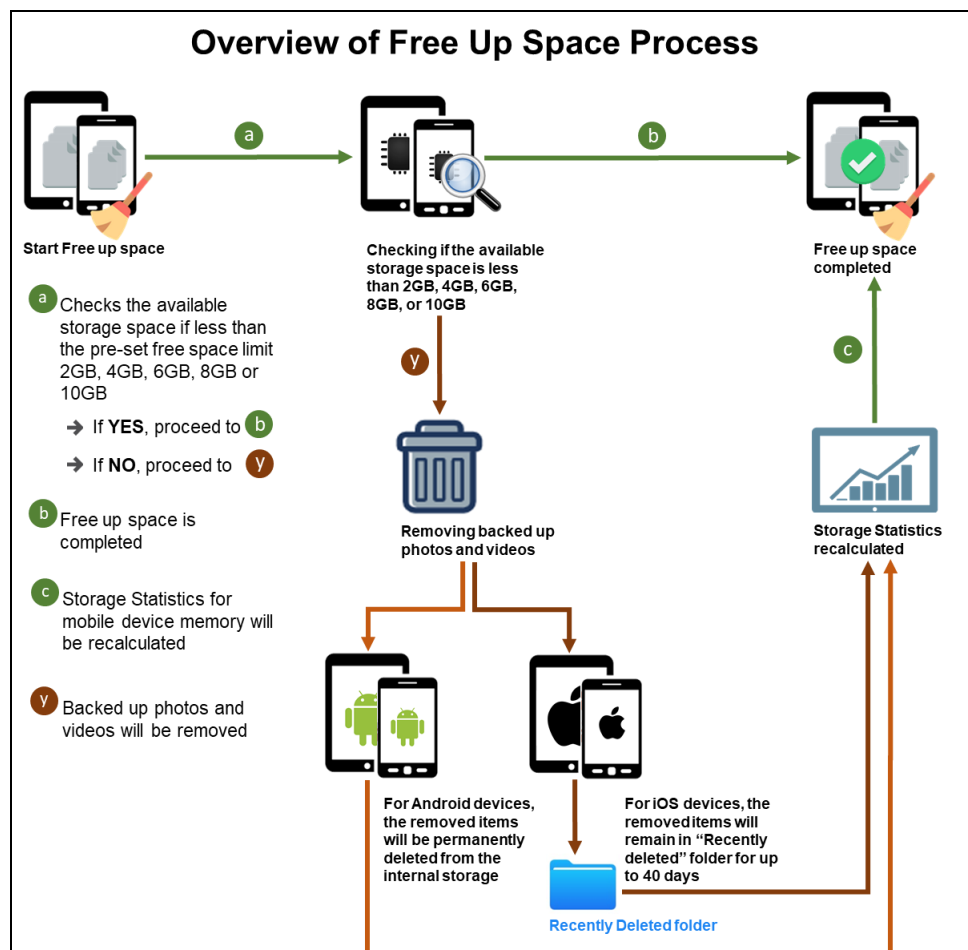 Overview of Free Up Space Process
a
b
Start Free up space
Checking if the available
storage space is less
than 2GB, 4GB, 6GB,
8GB, or 10GB
Free up space
completed
a Checks the available
storage space if less than
the pre-set free space limit
2GB, 4GB, 6GB, 8GB or
10GB
➔ If YES, proceed to b
➔ If NO, proceed to y
y
c
b Free up space is
completed
Removing backed up
photos and videos
Storage Statistics
recalculated
c Storage Statistics for
mobile device memory will
be recalculated
y Backed up photos and
videos will be removed
For Android devices,
the removed items
will be permanently
deleted from the
internal storage
For iOS devices, the
removed items will
remain in “Recently
deleted” folder for up
to 40 days
Recently Deleted folder